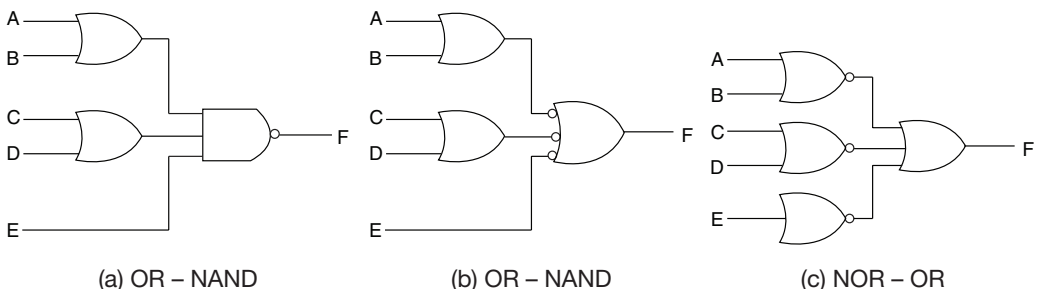 A
B
C
D
E
F
(a) OR – NAND
A
B
C
D
E
F
(b) OR – NAND
A
B
C
D
E
F
(c) NOR – OR